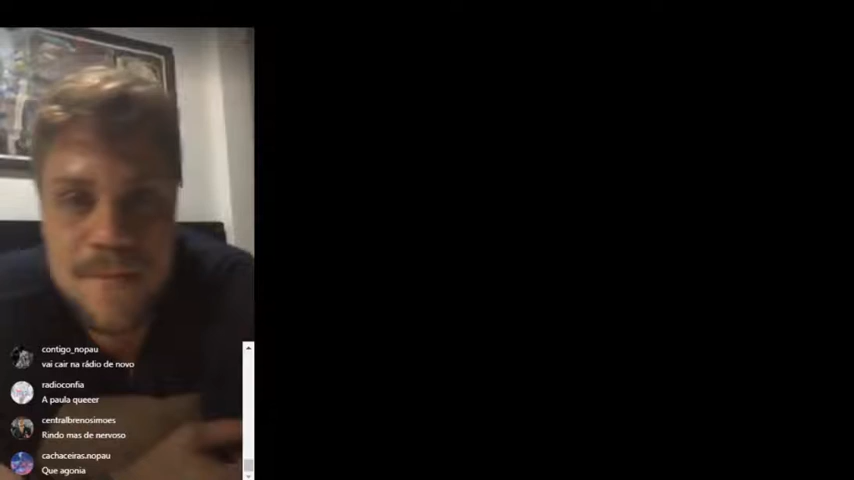 contigo_nopau
vai cair na rádio de novo
radioconfia
A paula queeer
centralbrenosimoes
Rindo mas de nervoso
cachaceiras.nopau
Que agonia